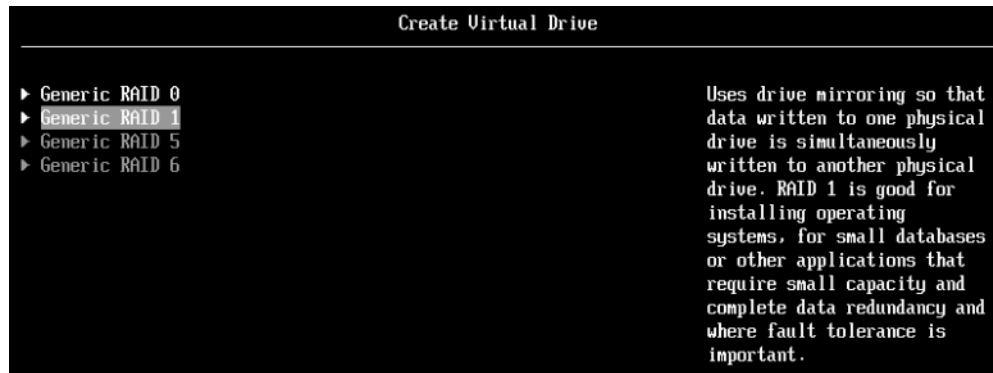 Create Virtual Drive
Generic RAID 0
Generic RAID 1
Generic RAID 5
Generic RAID 6
Uses drive mirroring so that
data written to one physical
drive is simultaneously
written to another physical
drive. RAID 1 is good for
installing operating
systems, for small databases
or other applications that
require small capacity and
complete data redundancy and
where fault tolerance is
important.